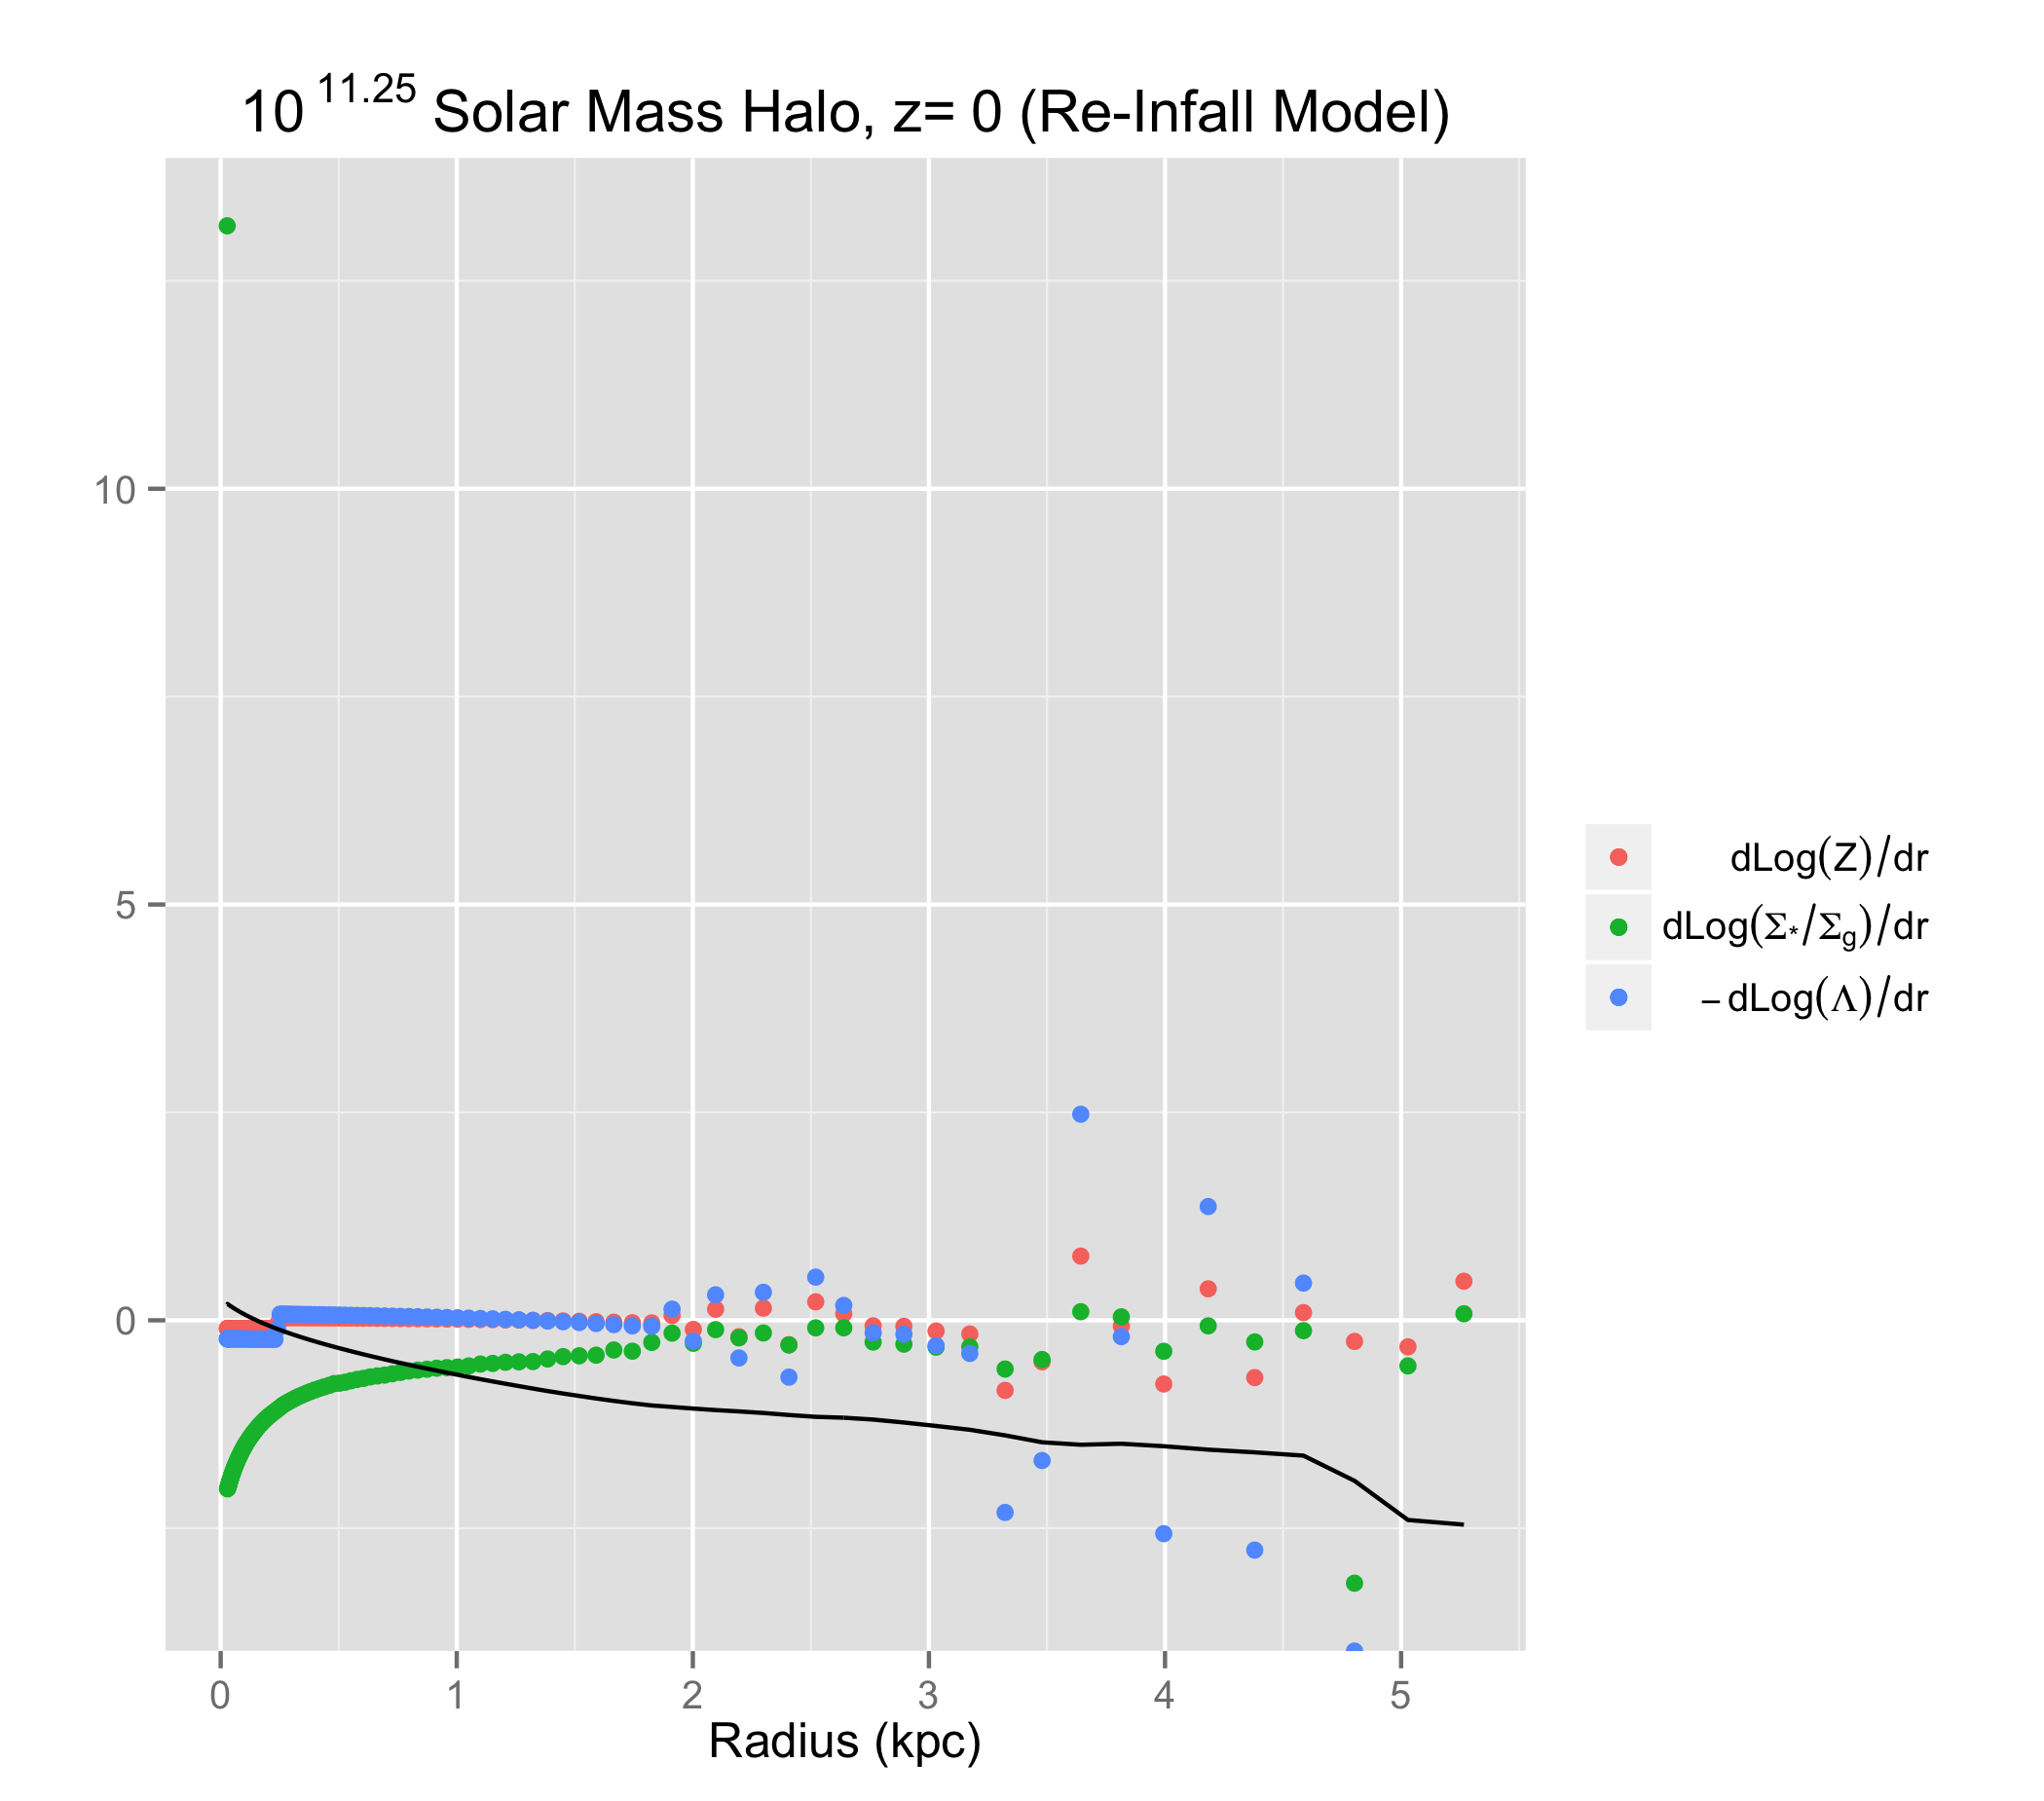 10^11.25 Solar Mass Halo, z= 0 (Re-Infall Model)
10
5
0
0 1 2 3 4 5
Radius (kpc)
dLog(Z)/dr
dLog(Σ*/Σg)/dr
−dLog(Λ)/dr